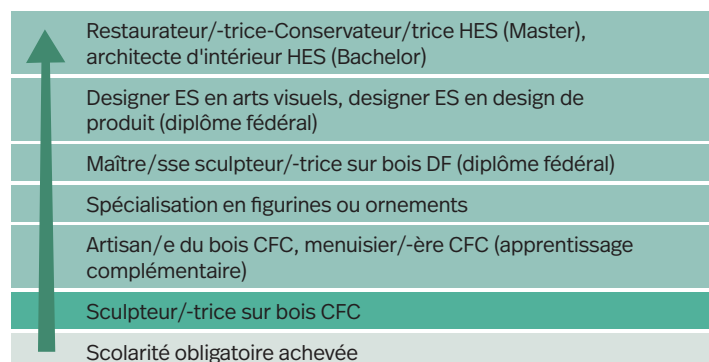 Restaurateur/-trice-Conservateur/trice HES (Master),
architecte d'intérieur HES (Bachelor)
Designer ES en arts visuels, designer ES en design de
produit (diplôme fédéral)
Maître/sse sculpteur/-trice sur bois DF (diplôme fédéral)
Spécialisation en figurines ou ornements
Artisan/e du bois CFC, menuisier/-ère CFC (apprentissage
complémentaire)
Sculpteur/-trice sur bois CFC
Scolarité obligatoire achevée